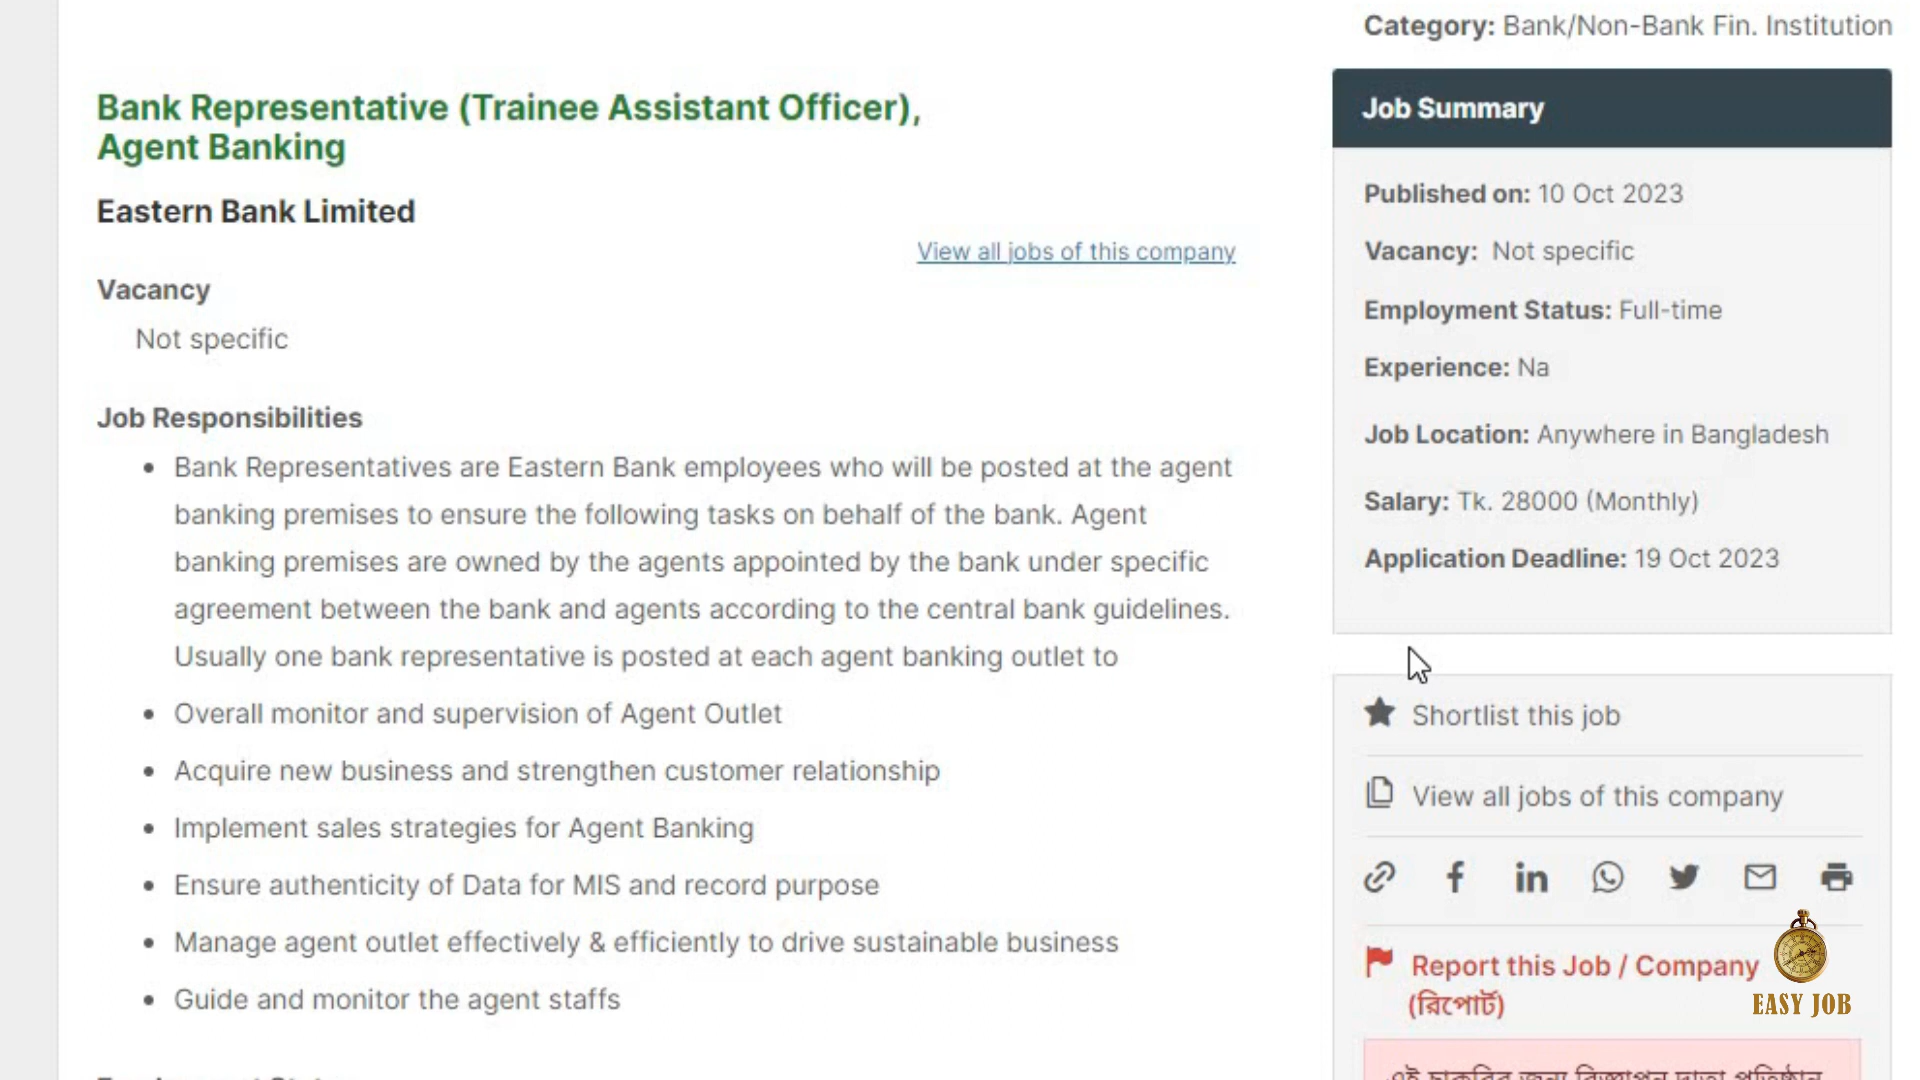 Category: Bank/Non-Bank Fin. Institution
Bank Representative (Trainee Assistant Officer),
Agent Banking
Eastern Bank Limited
View all jobs of this company
Vacancy
Not specific
Job Responsibilities
Bank Representatives are Eastern Bank employees who will be posted at the agent
banking premises to ensure the following tasks on behalf of the bank. Agent
banking premises are owned by the agents appointed by the bank under specific
agreement between the bank and agents according to the central bank guidelines.
Usually one bank representative is posted at each agent banking outlet to
Overall monitor and supervision of Agent Outlet
Acquire new business and strengthen customer relationship
Implement sales strategies for Agent Banking
Ensure authenticity of Data for MIS and record purpose
Manage agent outlet effectively & efficiently to drive sustainable business
Guide and monitor the agent staffs
Job Summary
Published on: 10 Oct 2023
Vacancy: Not specific
Employment Status: Full-time
Experience: Na
Job Location: Anywhere in Bangladesh
Salary: Tk. 28000 (Monthly)
Application Deadline: 19 Oct 2023
Shortlist this job
View all jobs of this company
Report this Job / Company
(রিপোর্ট)
EASY JOB
এই চাকরির জন্য বিজ্ঞাপন দাতা প্রতিষ্ঠান